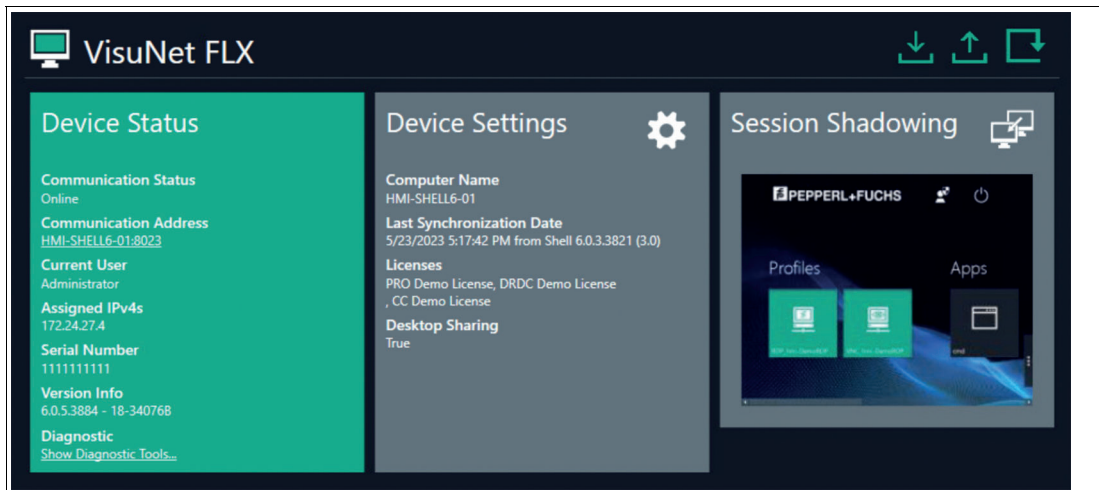 VisuNet FLX
Device Status
Communication Status
Online
Communication Address
HMI-SHELL6-01:8023
Current User
Administrator
Assigned IPv4s
172.24.27.4
Serial Number
1111111111
Version Info
6.0.5.3884 - 18-34076B
Diagnostic
Show Diagnostic Tools...
Device Settings
Computer Name
HMI-SHELL6-01
Last Synchronization Date
5/23/2023 5:17:42 PM from Shell 6.0.3.3821 (3.0)
Licenses
PRO Demo License, DRDC Demo License
, CC Demo License
Desktop Sharing
True
Session Shadowing
PEPPERL+FUCHS
Profiles
Apps
cmd